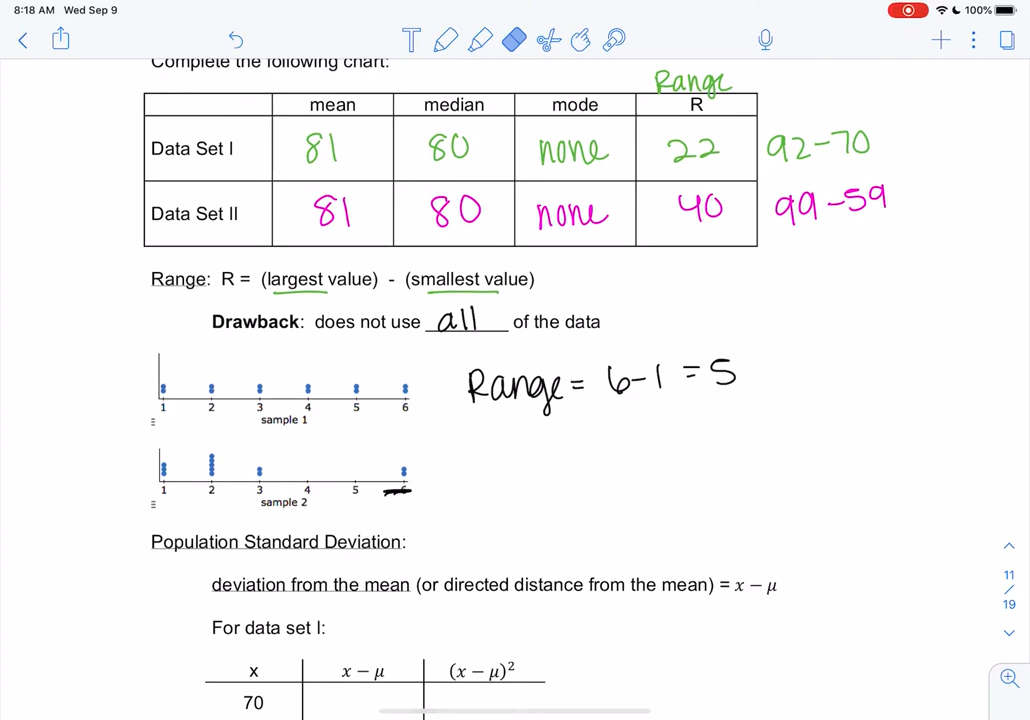 8:18 AM Wed Sep 9 100%
Complete the following chart:
Range
mean median mode R
Data Set I 81 80 none 22 92-70
Data Set II 81 80 none 40 99-59
Range: R = (largest value) - (smallest value)
Drawback: does not use all of the data
Range = 6-1 = 5
1 2 3 4 5 6
sample 1
1 2 3 4 5 6
sample 2
Population Standard Deviation:
deviation from the mean (or directed distance from the mean) = x − μ
11
/
19
For data set I:
x x − μ (x − μ)²
70